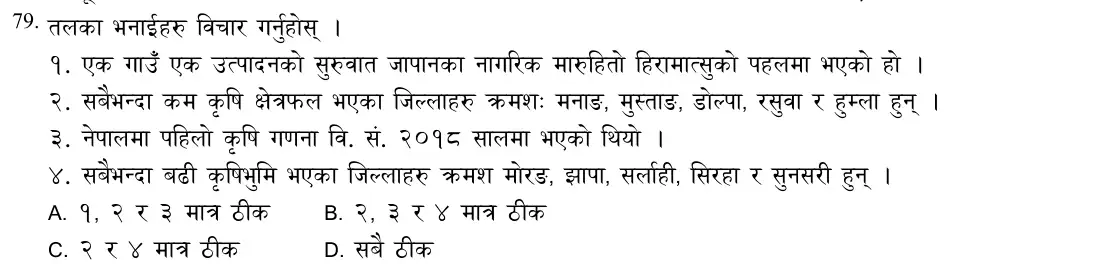 79. तलका भनाईहरु विचार गर्नुहोस् ।
१. एक गाउँ एक उत्पादनको सुरुवात जापानका नागरिक मारुहितो हिरामात्सुको पहलमा भएको हो ।
२. सबैभन्दा कम कृषि क्षेत्रफल भएका जिल्लाहरु क्रमशः मनाङ, मुस्ताङ, डोल्पा, रसुवा र हुम्ला हुन् ।
३. नेपालमा पहिलो कृषि गणना वि. सं. २०१८ सालमा भएको थियो ।
४. सबैभन्दा बढी कृषिभुमि भएका जिल्लाहरु क्रमश मोरङ, झापा, सर्लाही, सिरहा र सुनसरी हुन् ।
A. १, २ र ३ मात्र ठीक B. २, ३ र ४ मात्र ठीक
C. २ र ४ मात्र ठीक D. सबै ठीक